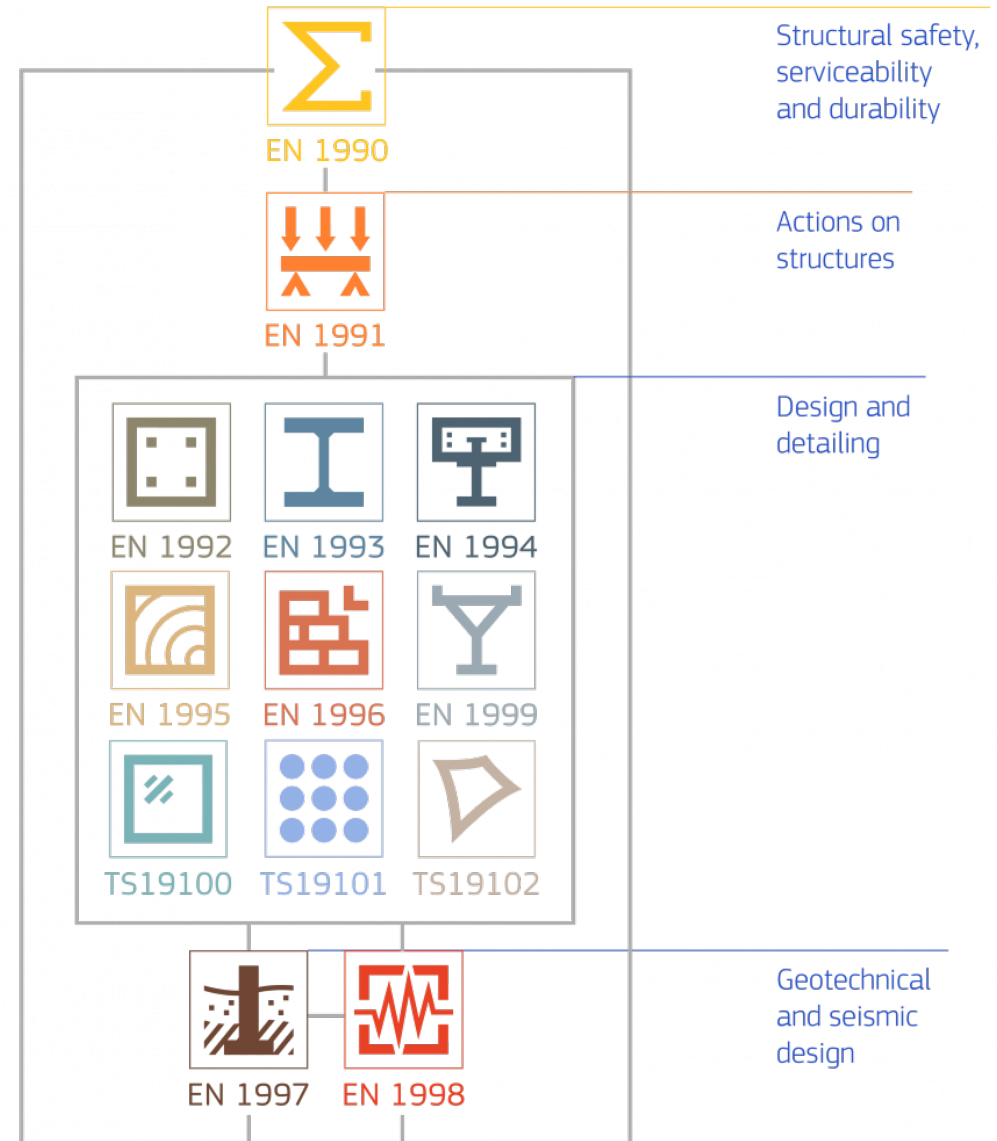 Structural safety,
serviceability
and durability
EN 1990
Actions on
structures
EN 1991
Design and
detailing
EN 1992
EN 1993
EN 1994
EN 1995
EN 1996
EN 1999
TS19100
TS19101
TS19102
Geotechnical
and seismic
design
EN 1997
EN 1998